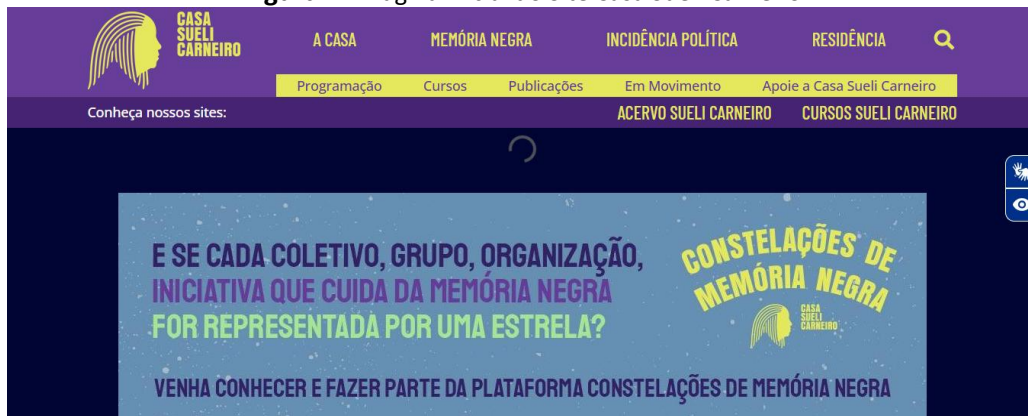 CASA
SUELI
CARNEIRO
A CASA MEMÓRIA NEGRA INCIDÊNCIA POLÍTICA RESIDÊNCIA
Programação Cursos Publicações Em Movimento Apoie a Casa Sueli Carneiro
Conheça nossos sites: ACERVO SUELI CARNEIRO CURSOS SUELI CARNEIRO
E SE CADA COLETIVO, GRUPO, ORGANIZAÇÃO,
INICIATIVA QUE CUIDA DA MEMÓRIA NEGRA
FOR REPRESENTADA POR UMA ESTRELA?
CONSTELAÇÕES DE
MEMÓRIA NEGRA
CASA
SUELI
CARNEIRO
VENHA CONHECER E FAZER PARTE DA PLATAFORMA CONSTELAÇÕES DE MEMÓRIA NEGRA